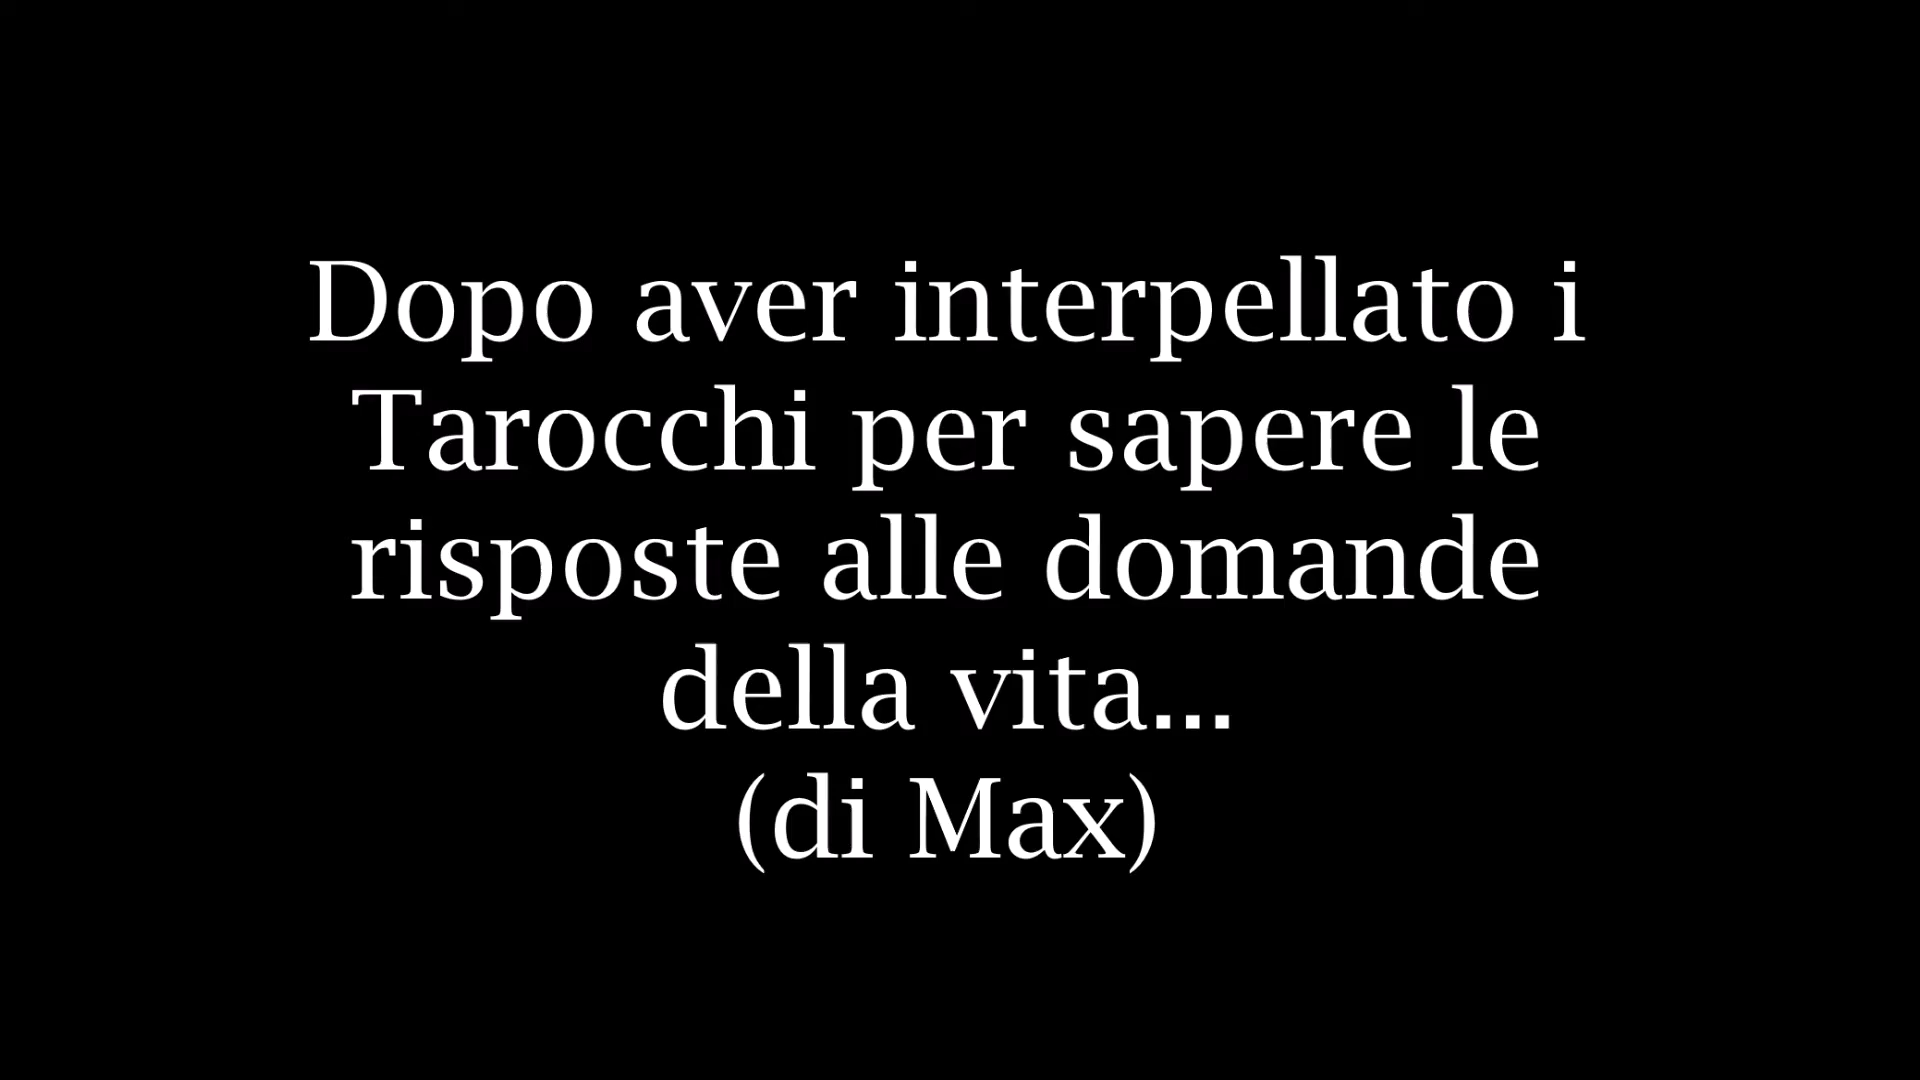 Dopo aver interpellato i
Tarocchi per sapere le
risposte alle domande
della vita...
(di Max)